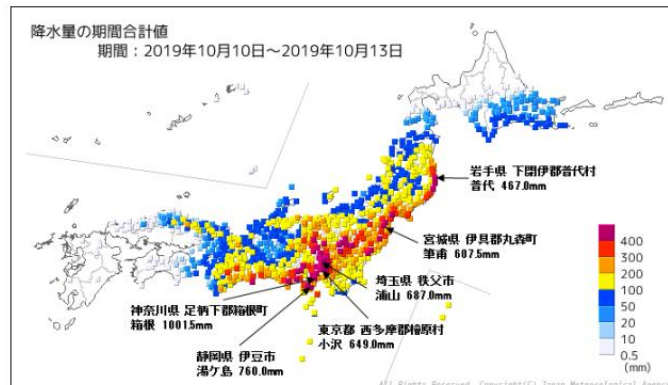 降水量の期間合計値
期間：2019年10月10日～2019年10月13日
岩手県 下閉伊郡普代村
普代 467.0mm
宮城県 伊具郡丸森町
筆甫 607.5mm
埼玉県 秩父市
浦山 687.0mm
神奈川県 足柄下郡箱根町
箱根 1001.5mm
東京都 西多摩郡檜原村
小沢 649.0mm
静岡県 伊豆市
湯ケ島 760.0mm
400
300
200
100
50
20
10
0.5
(mm)
All Rights Reserved. Copyright(C) Japan Meteorological Agency